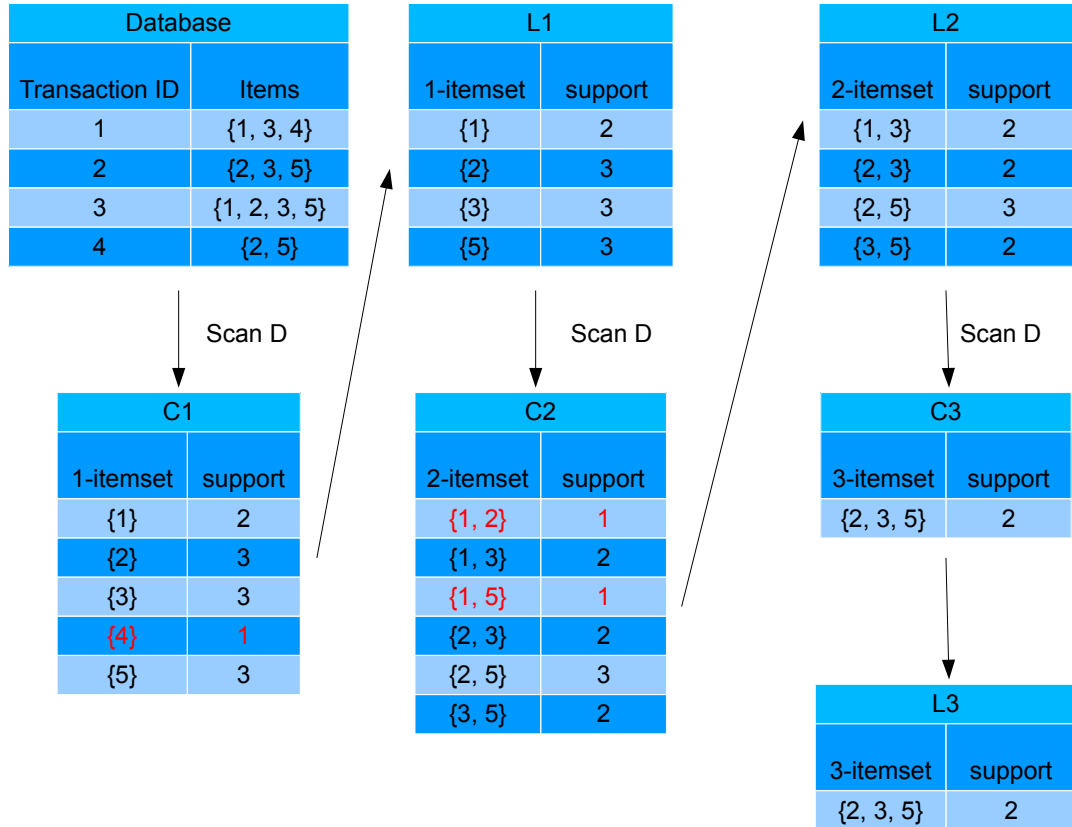 Database
Transaction ID Items
1 {1, 3, 4}
2 {2, 3, 5}
3 {1, 2, 3, 5}
4 {2, 5}
Scan D
C1
1-itemset support
{1} 2
{2} 3
{3} 3
{4} 1
{5} 3
L1
1-itemset support
{1} 2
{2} 3
{3} 3
{5} 3
Scan D
C2
2-itemset support
{1, 2} 1
{1, 3} 2
{1, 5} 1
{2, 3} 2
{2, 5} 3
{3, 5} 2
L2
2-itemset support
{1, 3} 2
{2, 3} 2
{2, 5} 3
{3, 5} 2
Scan D
C3
3-itemset support
{2, 3, 5} 2
L3
3-itemset support
{2, 3, 5} 2